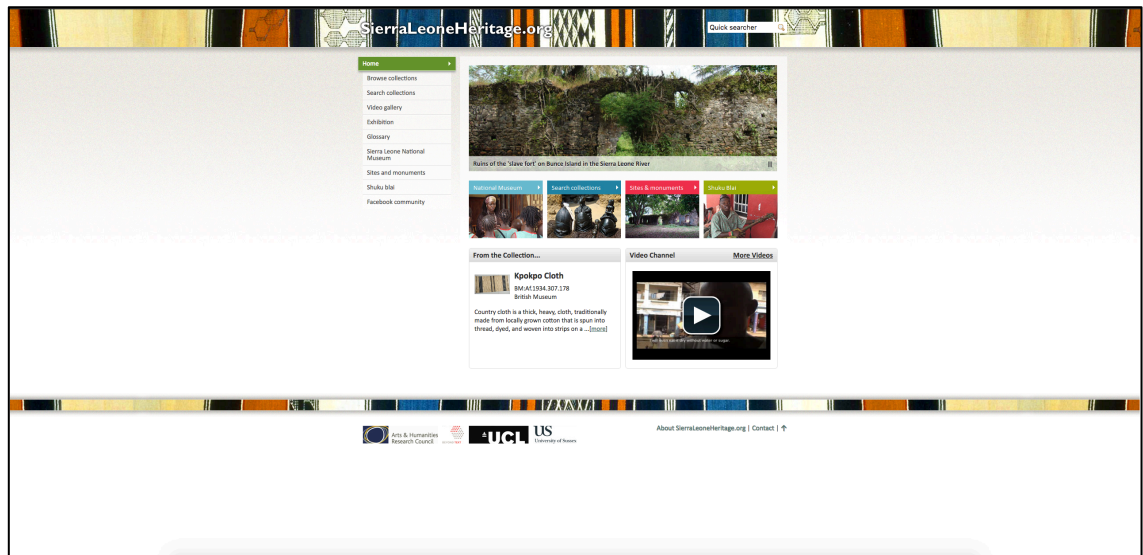 SierraLeoneHeritage.org
Quick searcher
Home
Browse collections
Search collections
Video gallery
Exhibition
Glossary
Sierra Leone National
Museum
Sites and monuments
Shuku blai
Facebook community
Ruins of the 'slave fort' on Bunce Island in the Sierra Leone River
National Museum
Search collections
Sites & monuments
Shuku Blai
From the Collection...
Kpokpo Cloth
BM:Af.1934.307.178
British Museum
Country cloth is a thick, heavy, cloth, traditionally
made from locally grown cotton that is spun into
thread, dyed, and woven into strips on a ...[more]
Video Channel
More Videos
Arts & Humanities
Research Council
UCL
US
University of Sussex
About SierraLeoneHeritage.org | Contact | ↑